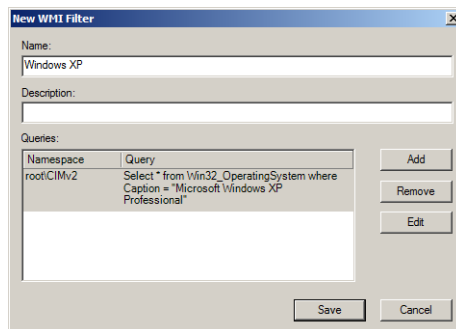 New WMI Filter
Name:
Windows XP
Description:
Queries:
Namespace Query
root\CIMv2 Select * from Win32_OperatingSystem where
Caption = "Microsoft Windows XP
Professional"
Add
Remove
Edit
Save Cancel